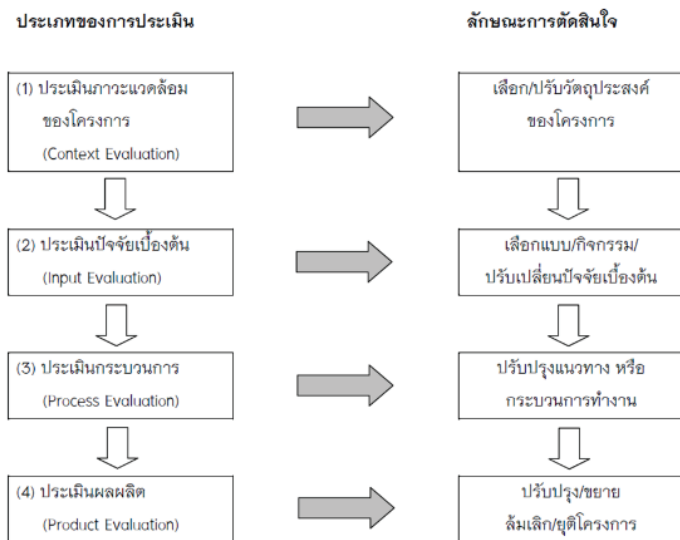 ประเภทของการประเมิน
ลักษณะการตัดสินใจ
(1) ประเมินภาวะแวดล้อม
ของโครงการ
(Context Evaluation)
เลือก/ปรับวัตถุประสงค์
ของโครงการ
(2) ประเมินปัจจัยเบื้องต้น
(Input Evaluation)
เลือกแบบ/กิจกรรม/
ปรับเปลี่ยนปัจจัยเบื้องต้น
(3) ประเมินกระบวนการ
(Process Evaluation)
ปรับปรุงแนวทาง หรือ
กระบวนการทำงาน
(4) ประเมินผลผลิต
(Product Evaluation)
ปรับปรุง/ขยาย
ล้มเลิก/ยุติโครงการ